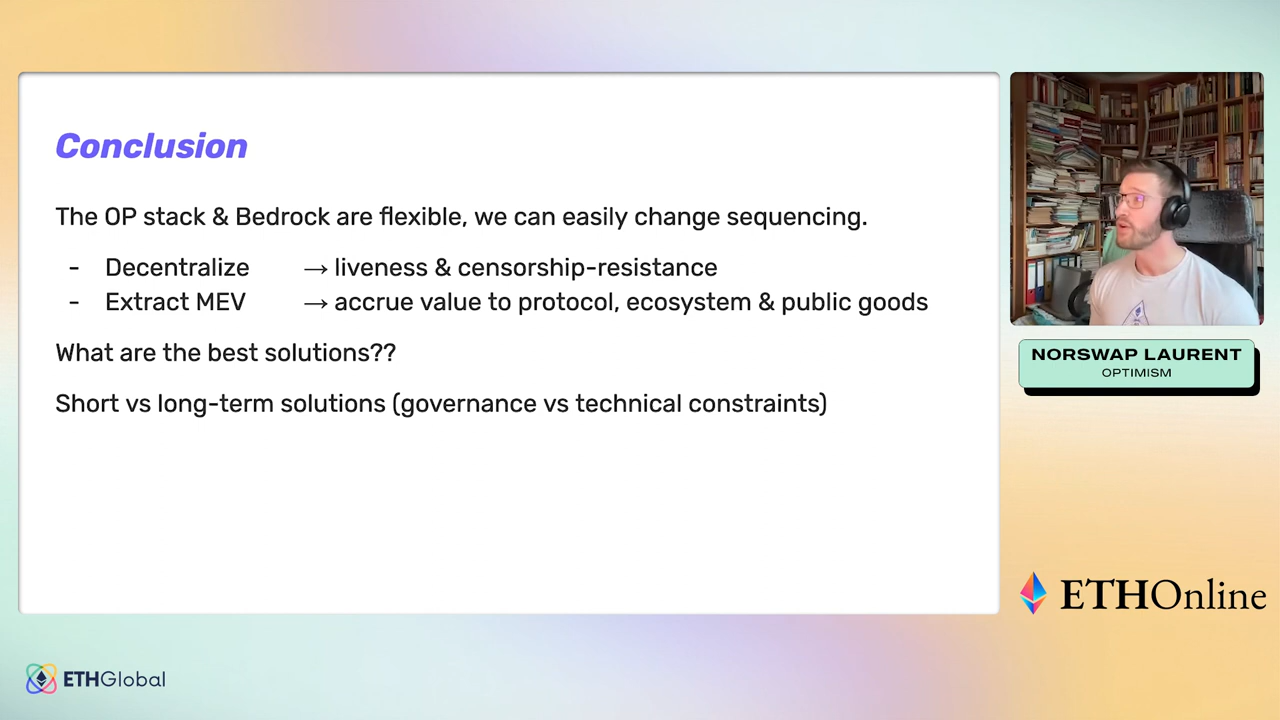 Conclusion
The OP stack & Bedrock are flexible, we can easily change sequencing.
- Decentralize → liveness & censorship-resistance
- Extract MEV → accrue value to protocol, ecosystem & public goods
What are the best solutions??
Short vs long-term solutions (governance vs technical constraints)
NORSWAP LAURENT
OPTIMISM
ETHOnline
ETHGlobal